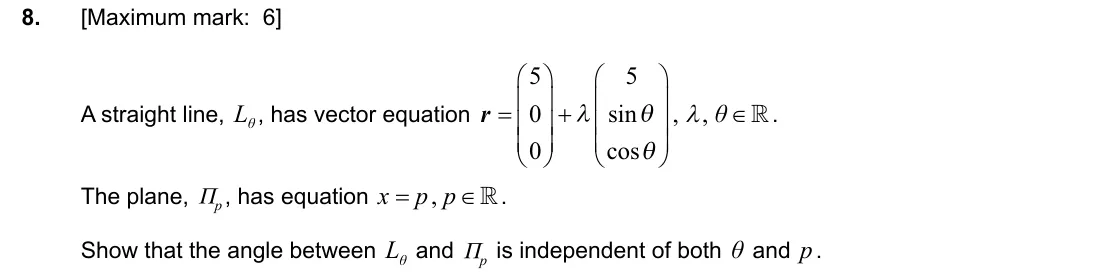 8. [Maximum mark: 6]
A straight line, L_θ, has vector equation r = (5 0 0) + λ (5 sin θ cos θ), λ, θ ∈ ℝ.
The plane, Π_p, has equation x = p, p ∈ ℝ.
Show that the angle between L_θ and Π_p is independent of both θ and p.